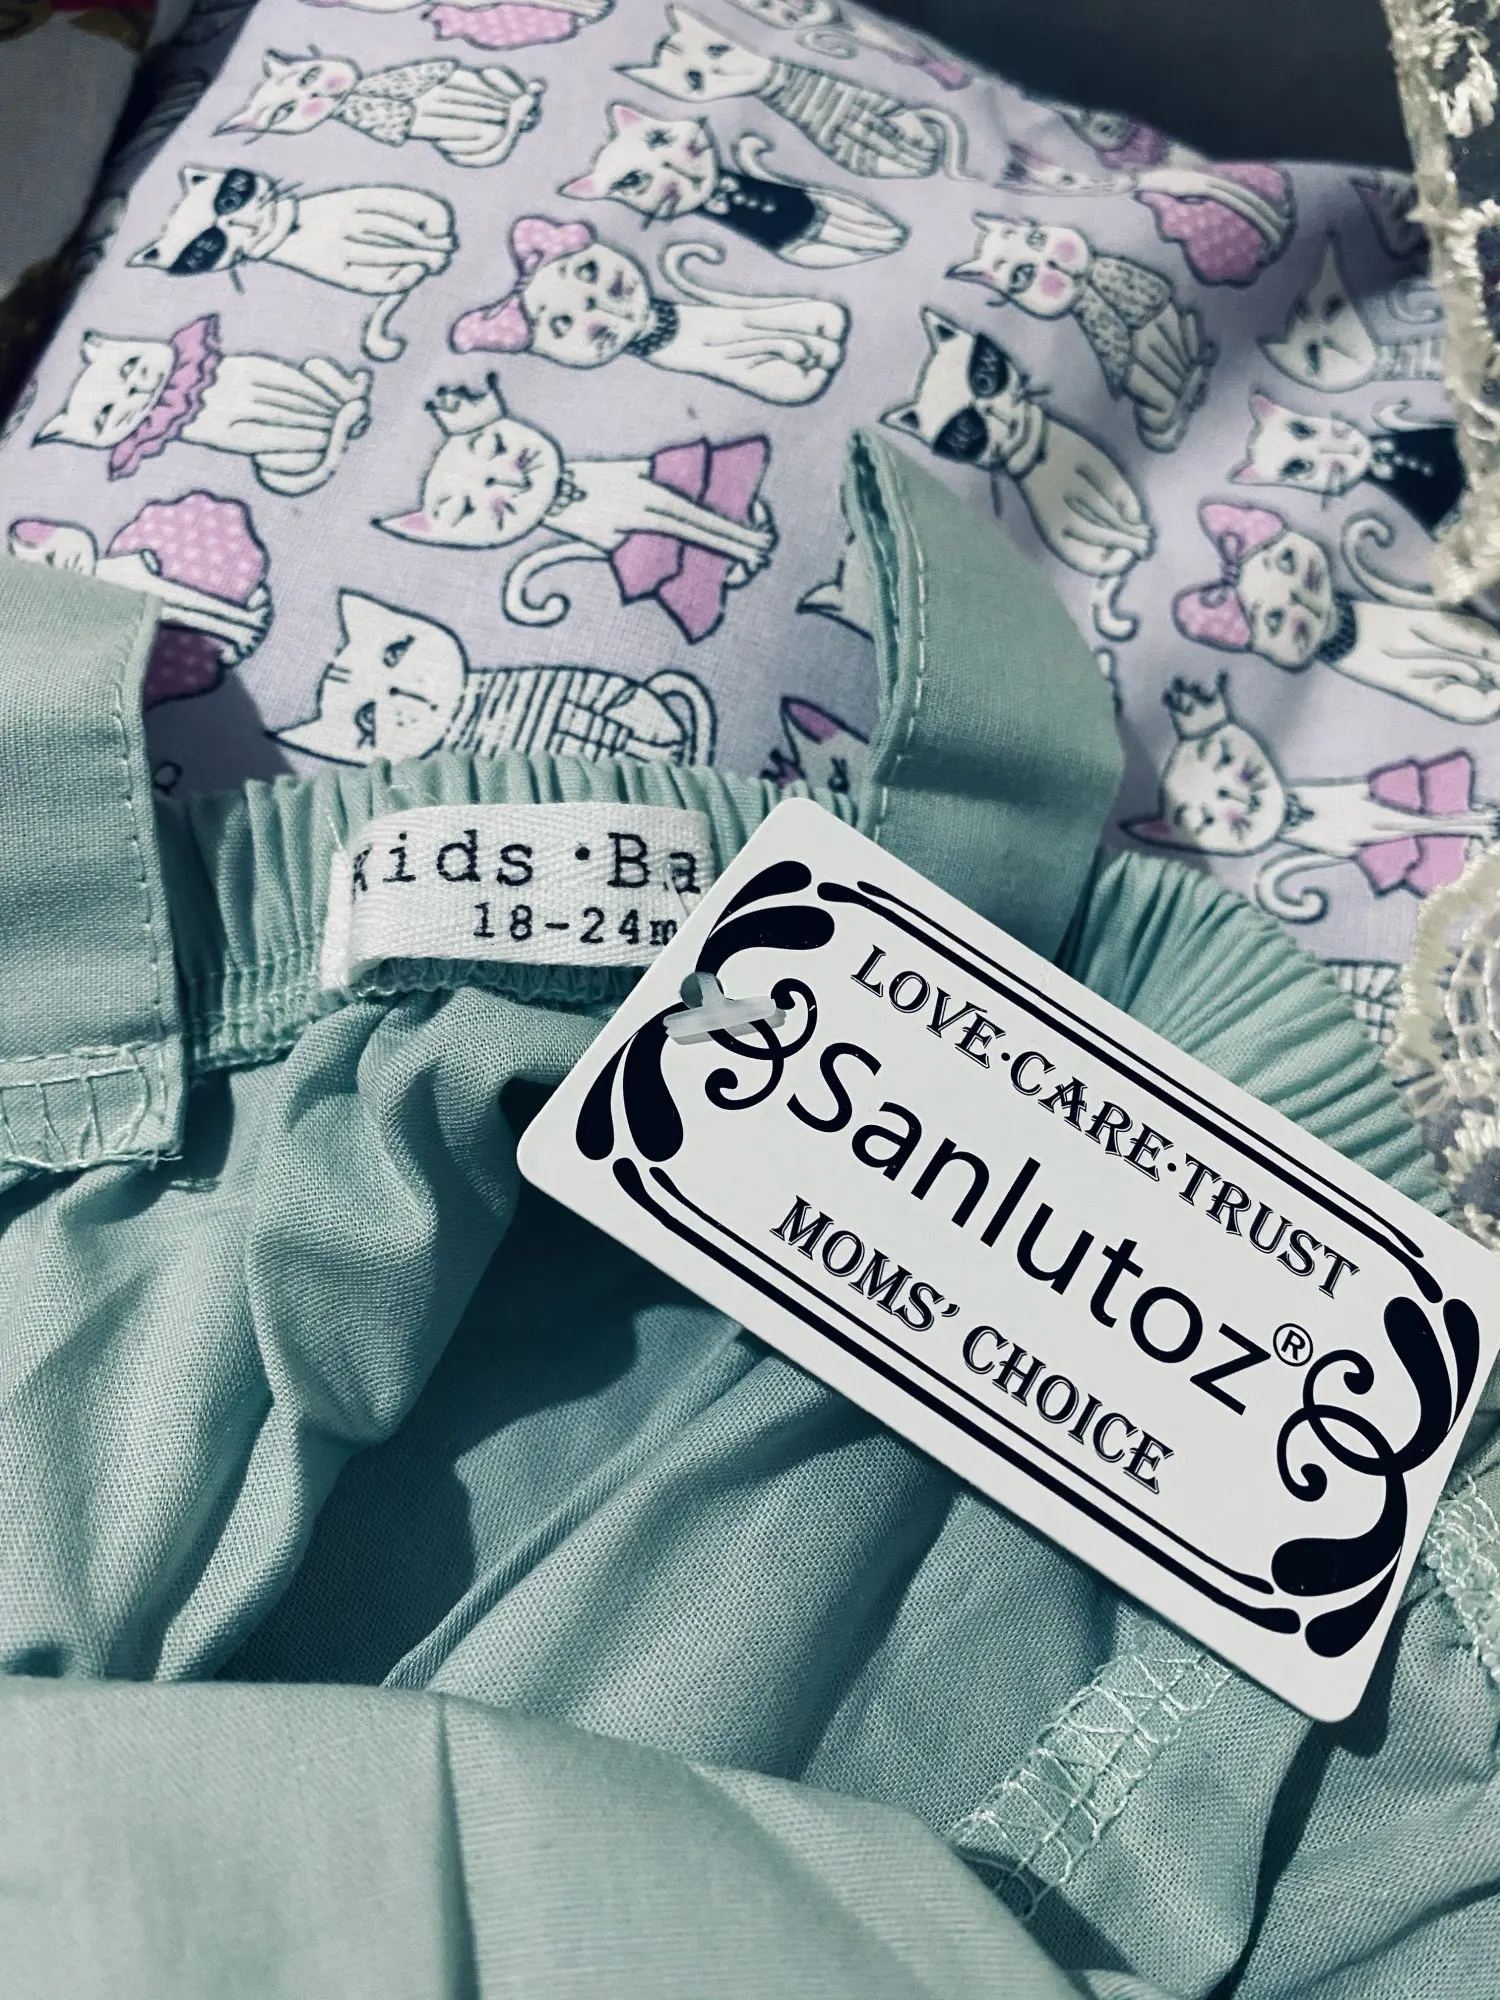 Kids·Ba
18-24m
LOVE·CARE·TRUST
Sanlutoz®
MOMS' CHOICE